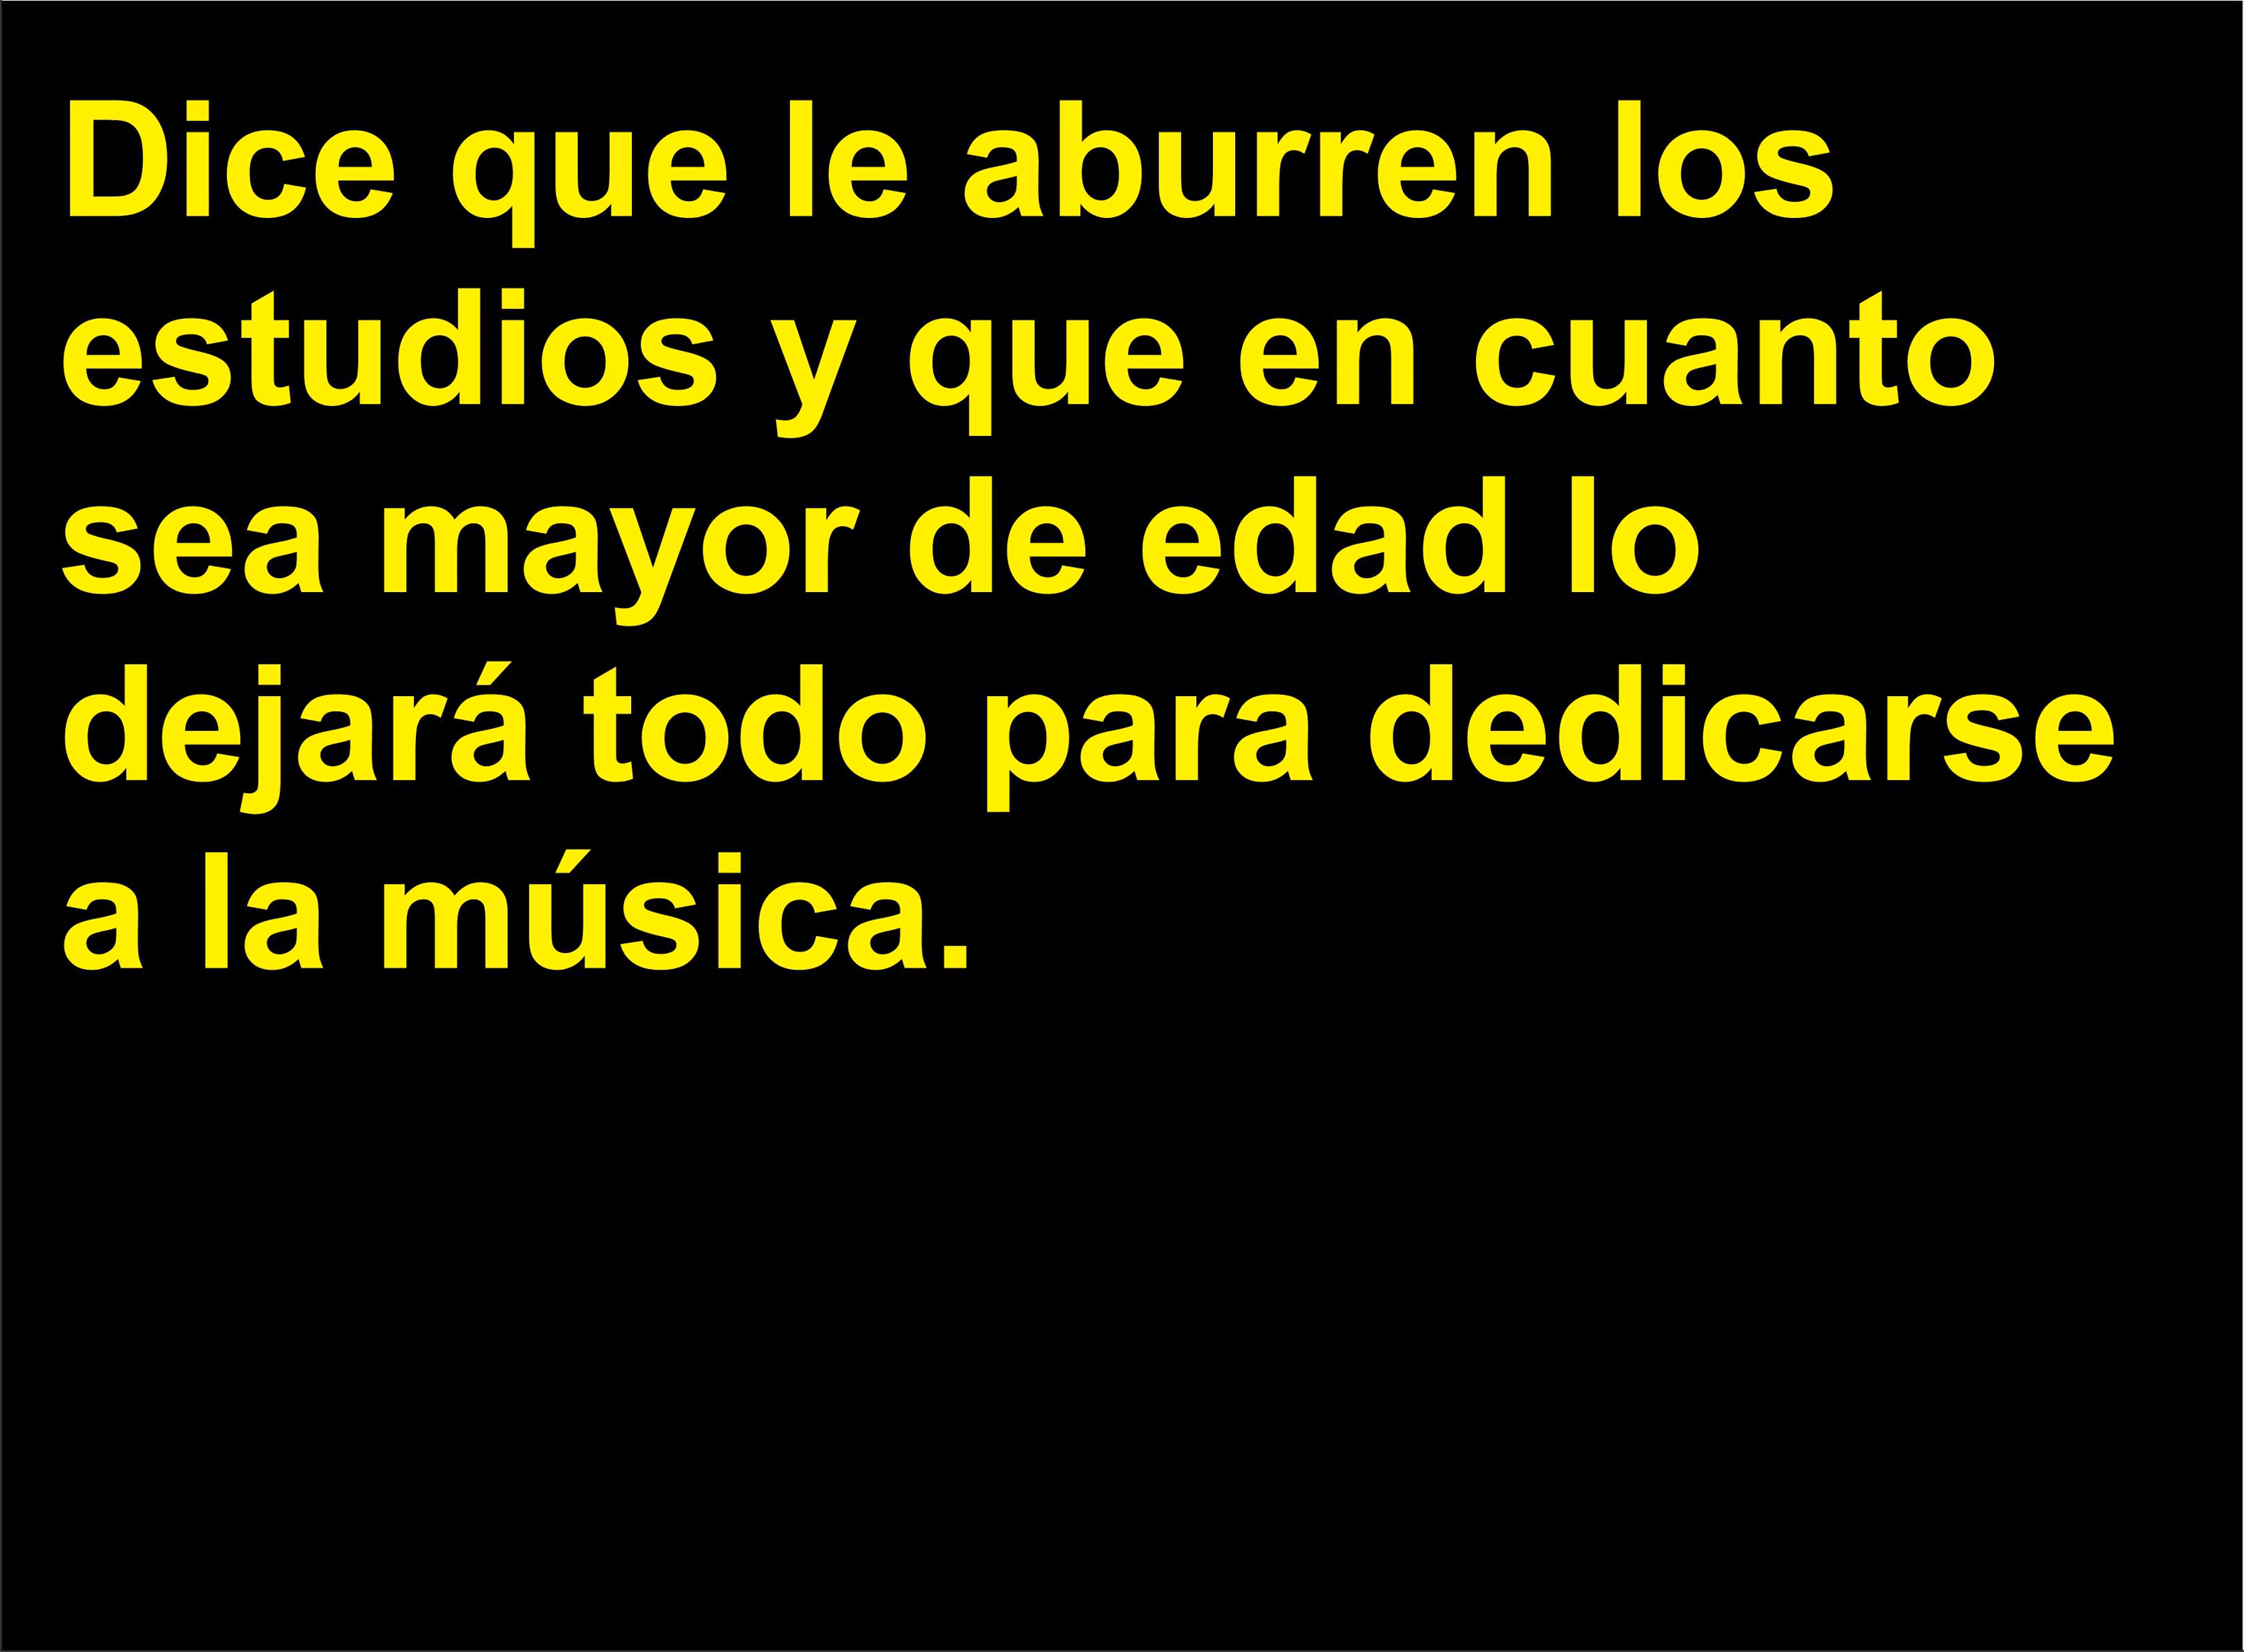 Dice que le aburren los
estudios y que en cuanto
sea mayor de edad lo
dejará todo para dedicarse
a la música.